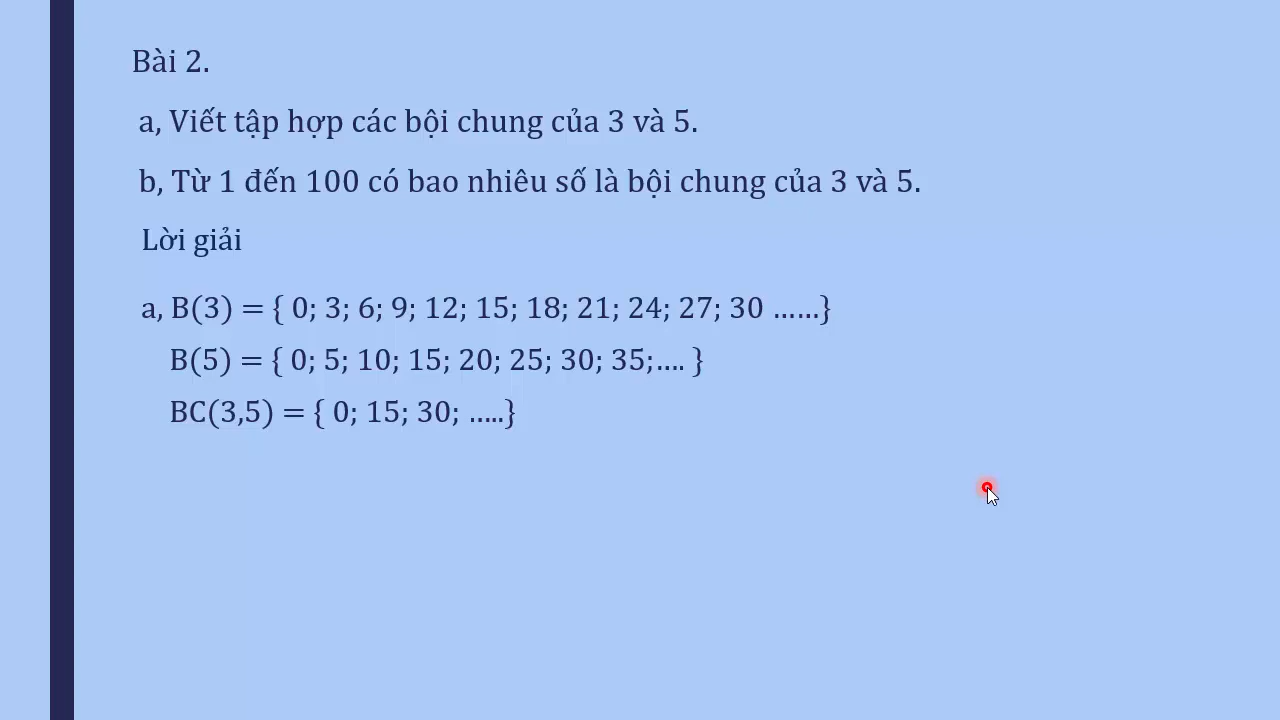 Bài 2.
a, Viết tập hợp các bội chung của 3 và 5.
b, Từ 1 đến 100 có bao nhiêu số là bội chung của 3 và 5.
Lời giải
a, B(3) = { 0; 3; 6; 9; 12; 15; 18; 21; 24; 27; 30 ......}
B(5) = { 0; 5; 10; 15; 20; 25; 30; 35;.... }
BC(3,5) = { 0; 15; 30; .....}